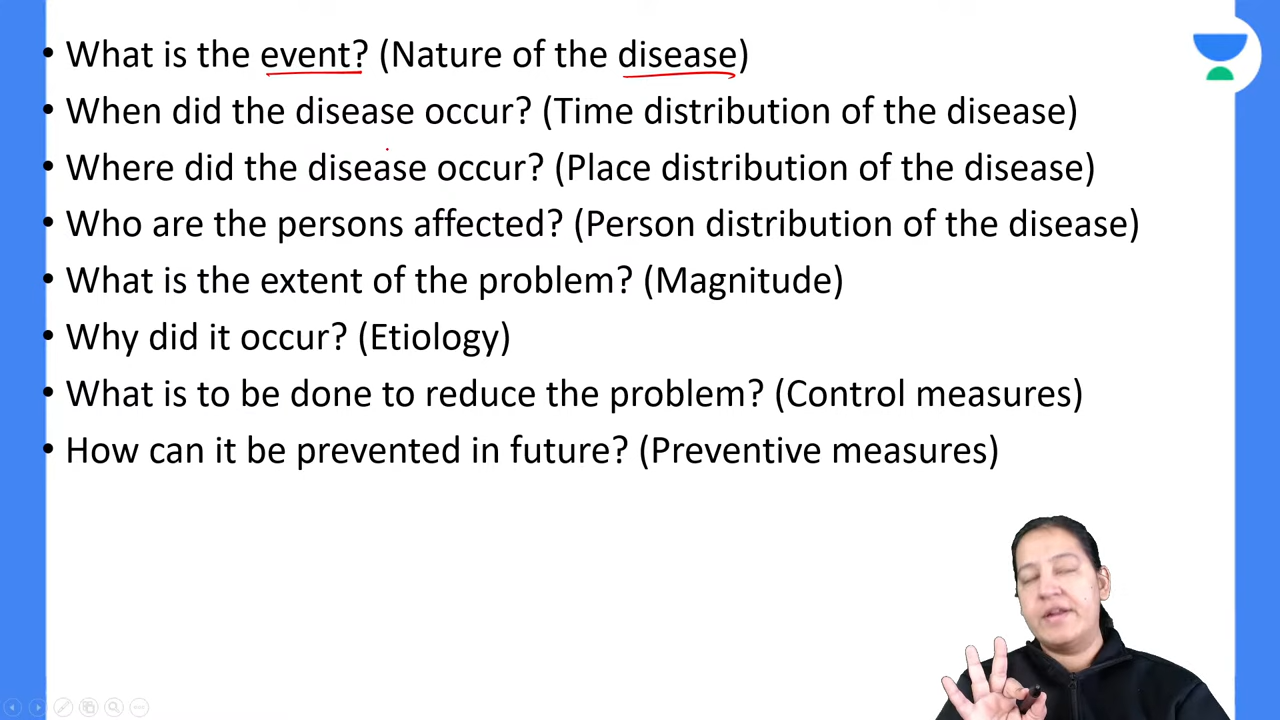 • What is the event? (Nature of the disease)
• When did the disease occur? (Time distribution of the disease)
• Where did the disease occur? (Place distribution of the disease)
• Who are the persons affected? (Person distribution of the disease)
• What is the extent of the problem? (Magnitude)
• Why did it occur? (Etiology)
• What is to be done to reduce the problem? (Control measures)
• How can it be prevented in future? (Preventive measures)